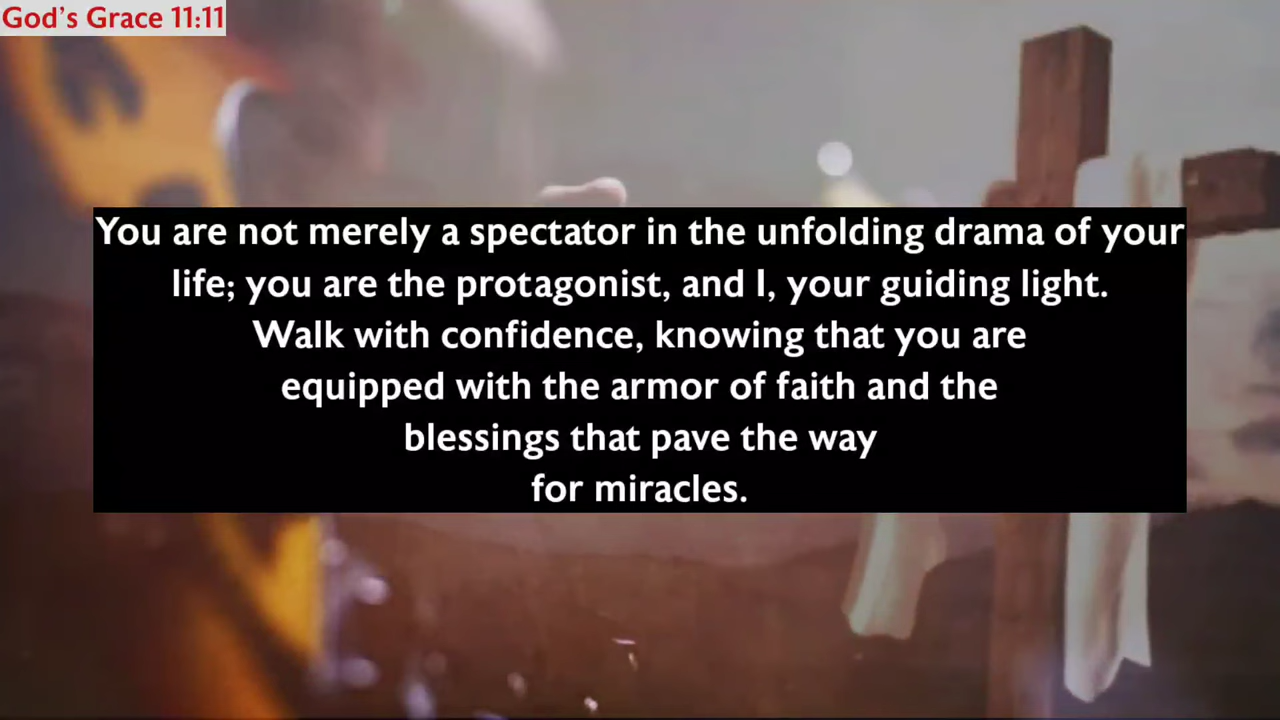 God's Grace 11:11
You are not merely a spectator in the unfolding drama of your
life; you are the protagonist, and I, your guiding light.
Walk with confidence, knowing that you are
equipped with the armor of faith and the
blessings that pave the way
for miracles.